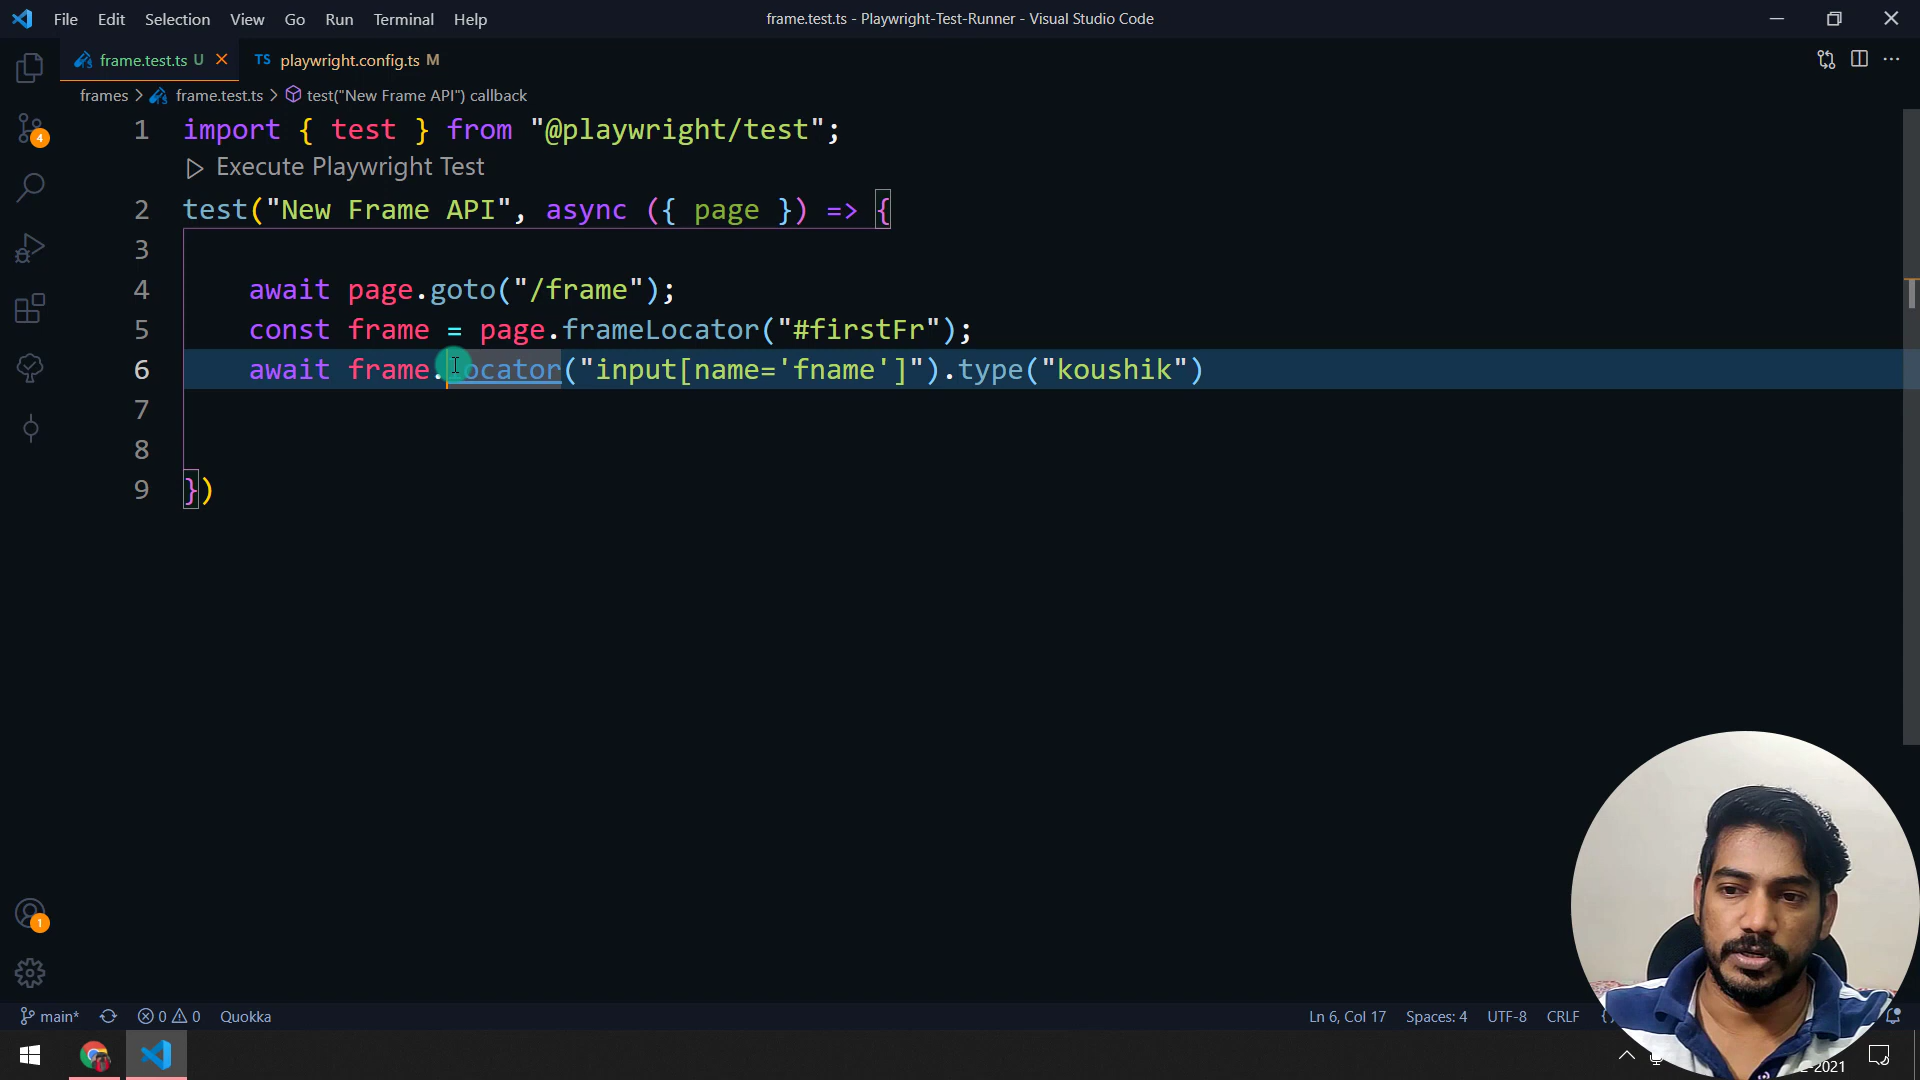 File Edit Selection View Go Run Terminal Help
frame.test.ts - Playwright-Test-Runner - Visual Studio Code
frame.test.ts U
TS playwright.config.ts M
frames > frame.test.ts > test("New Frame API") callback
1 import { test } from "@playwright/test";
Execute Playwright Test
2 test("New Frame API", async ({ page }) => {
3
4 await page.goto("/frame");
5 const frame = page.frameLocator("#firstFr");
6 await frame.locator("input[name='fname']").type("koushik")
7
8
9 })
4
1
main* 0 0 Quokka
Ln 6, Col 17 Spaces: 4 UTF-8 CRLF
-2021